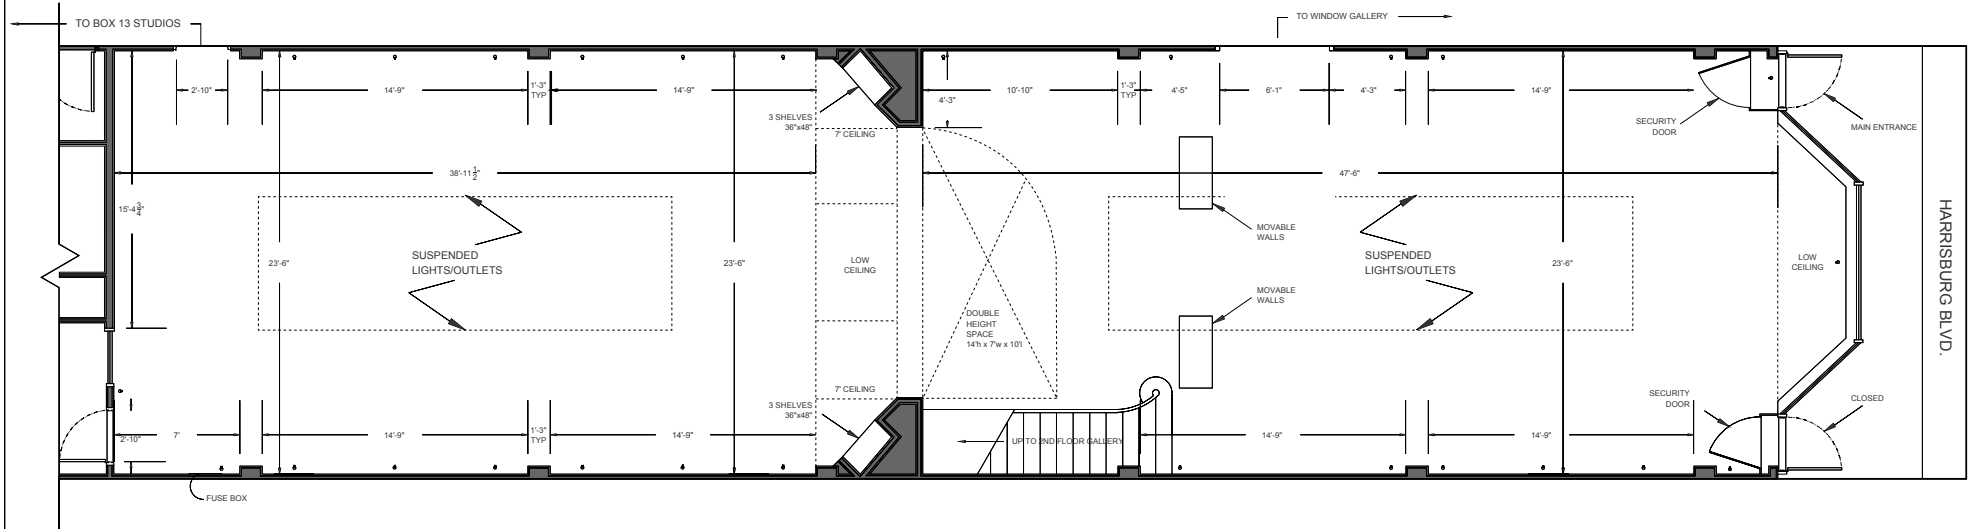 TO BOX 13 STUDIOS
TO WINDOW GALLERY
2'-10"
14'-9"
1'-3"
TYP
14'-9"
3 SHELVES
36"x48"
7' CEILING
4'-3"
10'-10"
1'-3"
TYP
4'-5"
6'-1"
4'-3"
14'-9"
SECURITY
DOOR
MAIN ENTRANCE
38'-11 1/2"
47'-6"
15'-4 3/4"
MOVABLE
WALLS
SUSPENDED
LIGHTS/OUTLETS
23'-6"
23'-6"
LOW
CEILING
SUSPENDED
LIGHTS/OUTLETS
23'-6"
LOW
CEILING
HARRISBURG BLVD.
MOVABLE
WALLS
DOUBLE
HEIGHT
SPACE
14'h x 7'w x 10'l
7' CEILING
3 SHELVES
36"x48"
SECURITY
DOOR
CLOSED
2'-10"
7'
14'-9"
1'-3"
TYP
14'-9"
UP TO 2ND FLOOR GALLERY
14'-9"
14'-9"
FUSE BOX